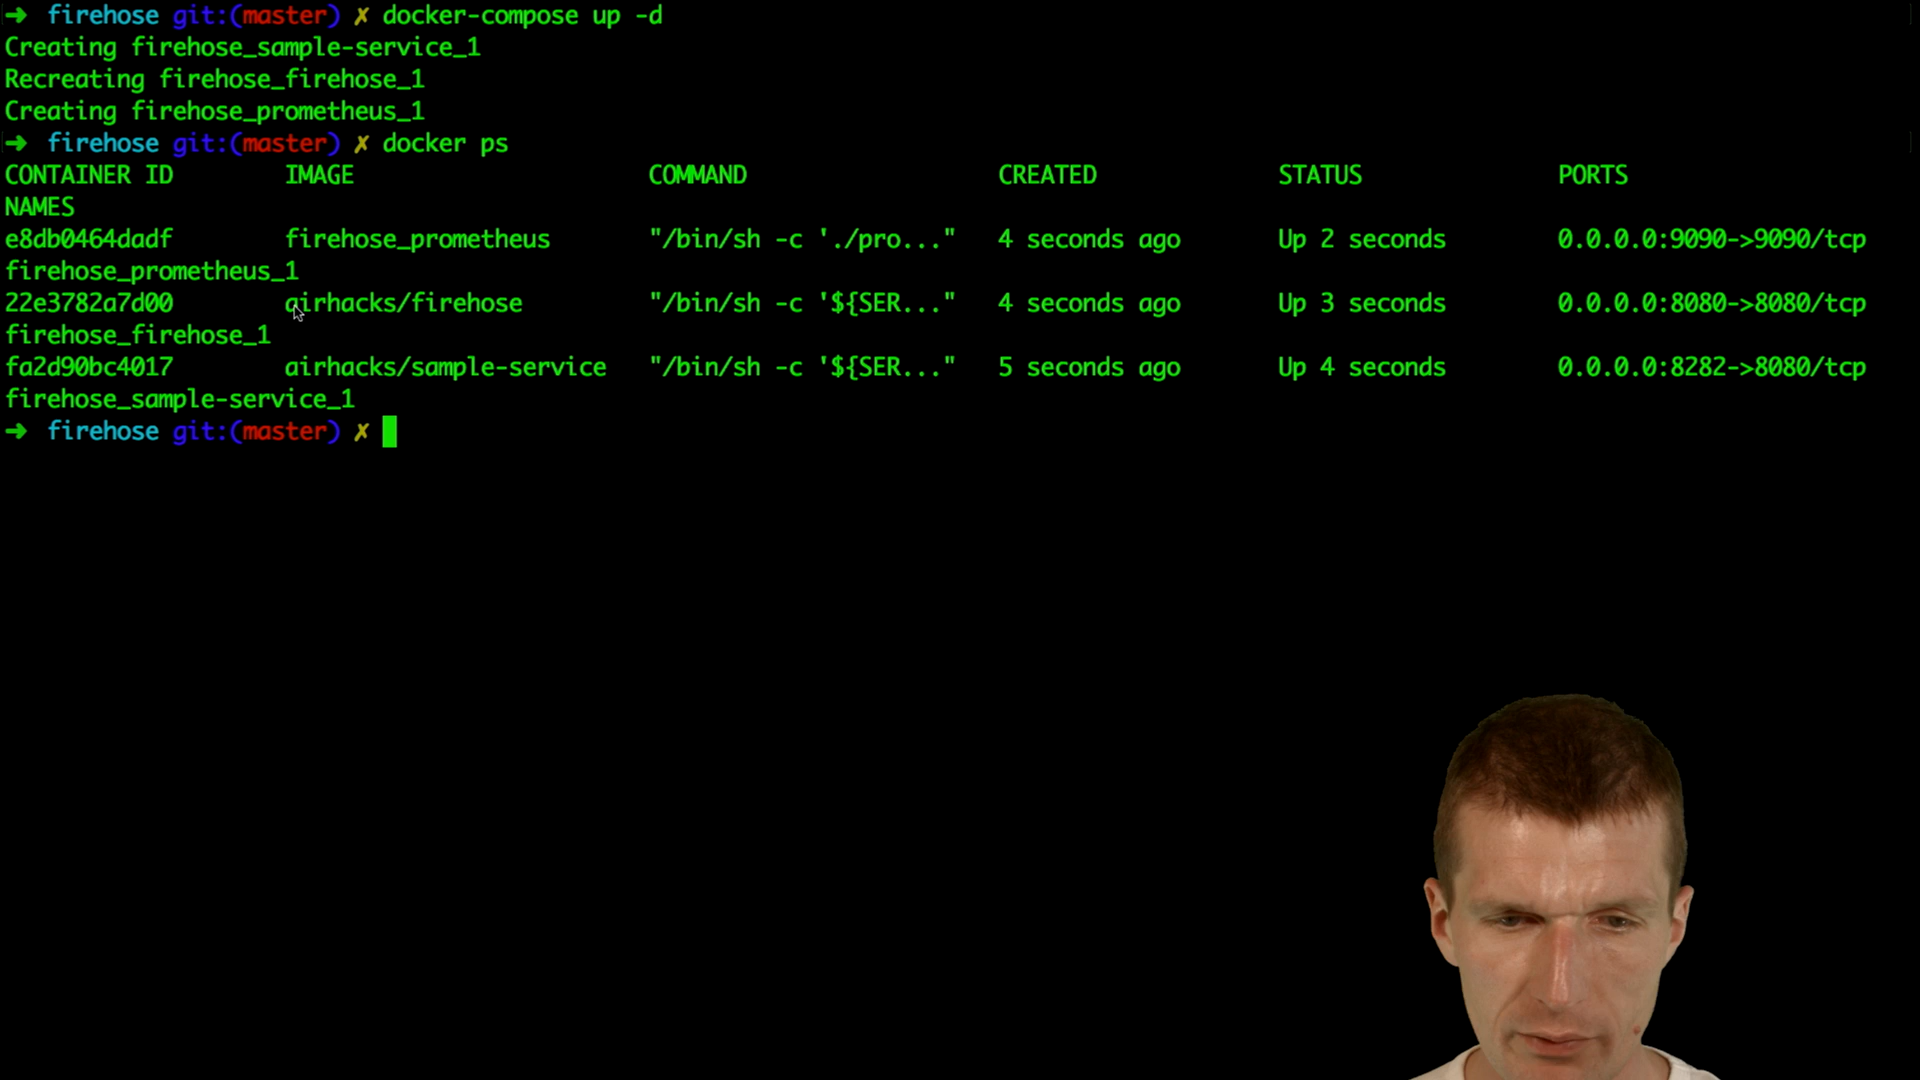 ➜ firehose git:(master) ✗ docker-compose up -d
Creating firehose_sample-service_1
Recreating firehose_firehose_1
Creating firehose_prometheus_1
➜ firehose git:(master) ✗ docker ps
CONTAINER ID IMAGE COMMAND CREATED STATUS PORTS
NAMES
e8db0464dadf firehose_prometheus "/bin/sh -c './pro..." 4 seconds ago Up 2 seconds 0.0.0.0:9090->9090/tcp
firehose_prometheus_1
22e3782a7d00 airhacks/firehose "/bin/sh -c '${SER..." 4 seconds ago Up 3 seconds 0.0.0.0:8080->8080/tcp
firehose_firehose_1
fa2d90bc4017 airhacks/sample-service "/bin/sh -c '${SER..." 5 seconds ago Up 4 seconds 0.0.0.0:8282->8080/tcp
firehose_sample-service_1
➜ firehose git:(master) ✗